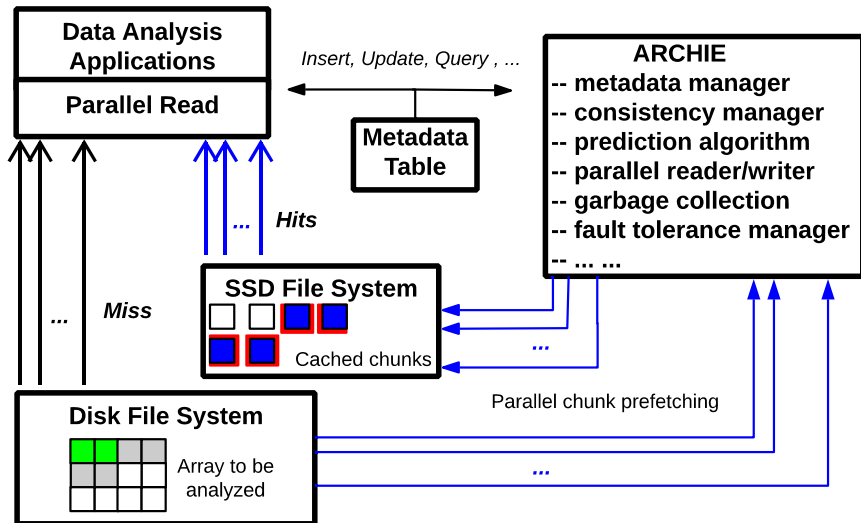 Data Analysis
Applications
Parallel Read
Insert, Update, Query , ...
Metadata
Table
ARCHIE
-- metadata manager
-- consistency manager
-- prediction algorithm
-- parallel reader/writer
-- garbage collection
-- fault tolerance manager
-- ... ...
... Hits
... Miss
SSD File System
Cached chunks
...
Parallel chunk prefetching
...
Disk File System
Array to be
analyzed